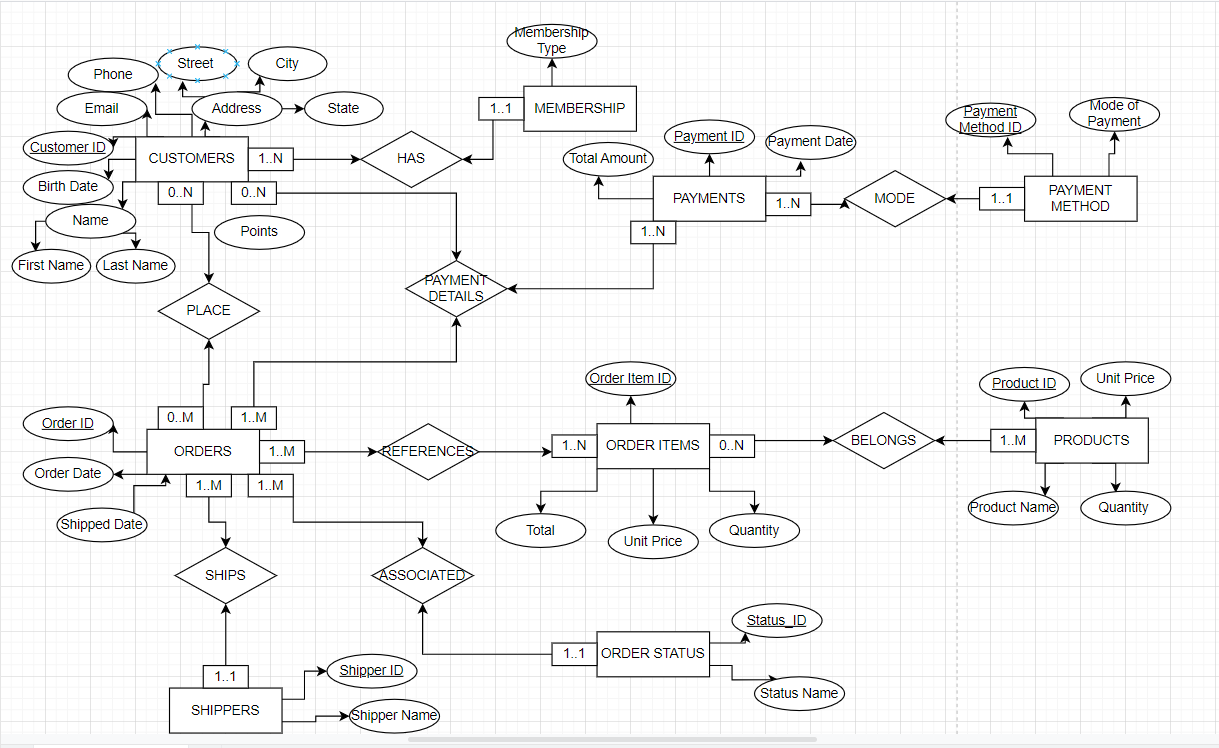 Membership
Type
Street
City
Phone
Email
Address
State
1..1
MEMBERSHIP
Payment
Method ID
Mode of
Payment
Customer ID
CUSTOMERS
1..N
HAS
Total Amount
Payment ID
Payment Date
Birth Date
0..N
0..N
PAYMENTS
1..N
MODE
1..1
PAYMENT
METHOD
Name
Points
1..N
First Name
Last Name
PLACE
PAYMENT
DETAILS
Order Item ID
Product ID
Unit Price
Order ID
0..M
1..M
ORDERS
1..M
REFERENCES
1..N
ORDER ITEMS
0..N
BELONGS
1..M
PRODUCTS
Order Date
1..M
1..M
Shipped Date
Total
Unit Price
Quantity
Product Name
Quantity
SHIPS
ASSOCIATED
Status_ID
1..1
ORDER STATUS
Status Name
1..1
Shipper ID
SHIPPERS
Shipper Name